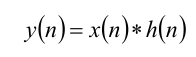 y(n) = x(n) * h(n)